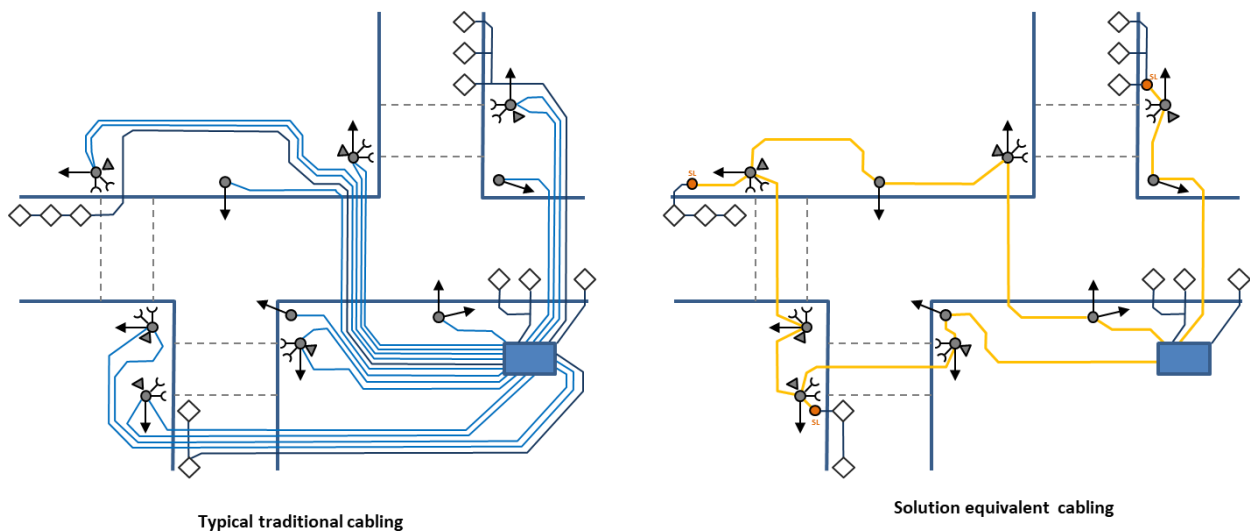 SL
SL
SL
Typical traditional cabling
Solution equivalent cabling